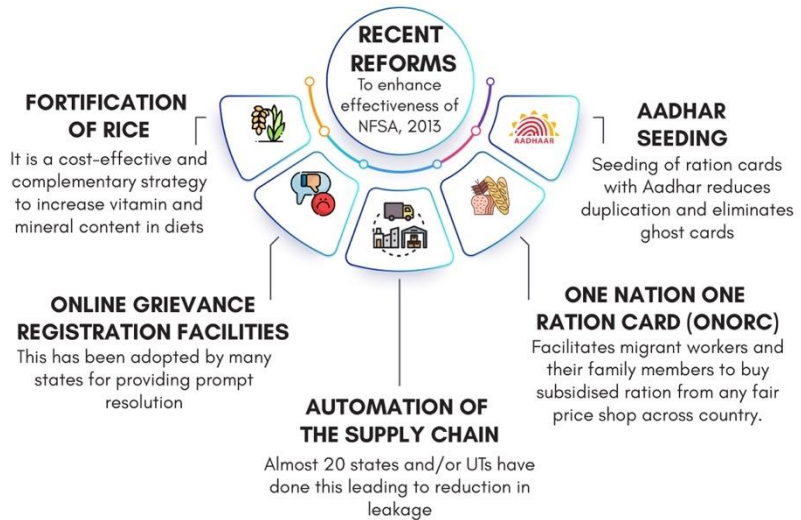 RECENT
REFORMS
To enhance
effectiveness of
NFSA, 2013
FORTIFICATION
OF RICE
It is a cost-effective and
complementary strategy
to increase vitamin and
mineral content in diets
ONLINE GRIEVANCE
REGISTRATION FACILITIES
This has been adopted by many
states for providing prompt
resolution
AUTOMATION OF
THE SUPPLY CHAIN
Almost 20 states and/or UTs have
done this leading to reduction in
leakage
ONE NATION ONE
RATION CARD (ONORC)
Facilitates migrant workers and
their family members to buy
subsidised ration from any fair
price shop across country.
AADHAAR
AADHAR
SEEDING
Seeding of ration cards
with Aadhar reduces
duplication and eliminates
ghost cards